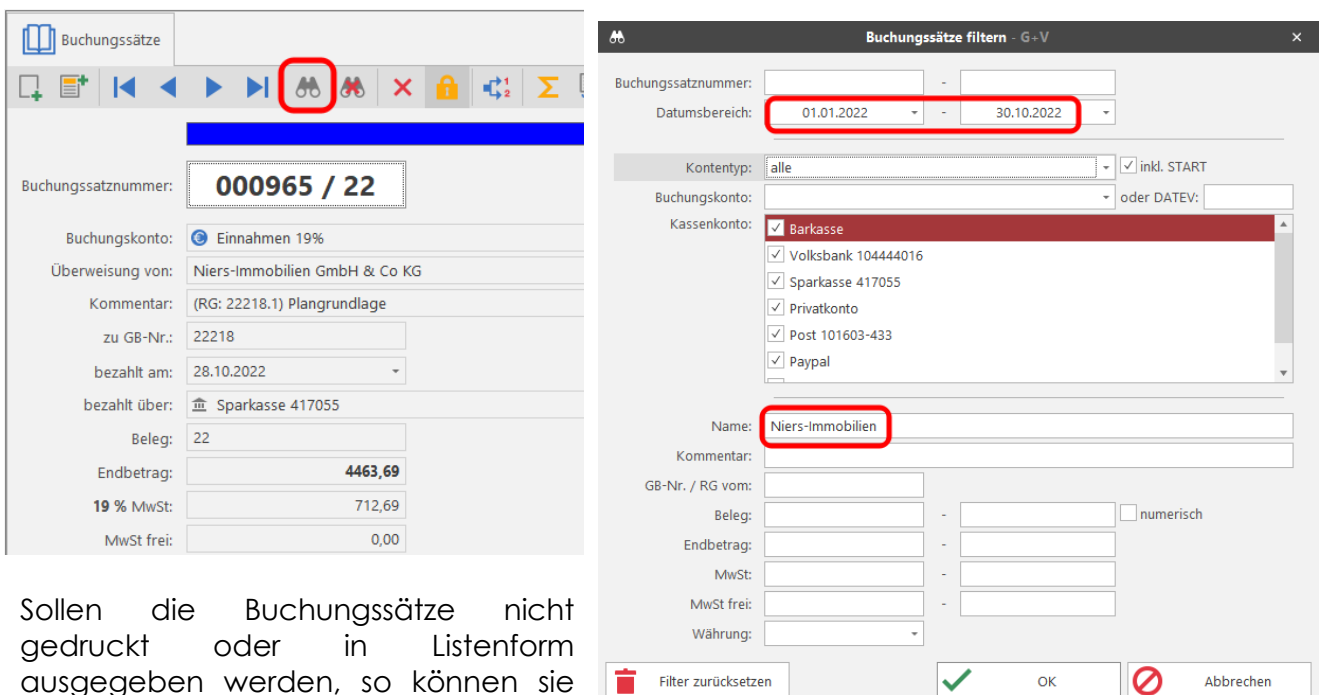 Buchungssätze
Buchungssatznummer: 000965 / 22
Buchungskonto: Einnahmen 19%
Überweisung von: Niers-Immobilien GmbH & Co KG
Kommentar: (RG: 22218.1) Plangrundlage
zu GB-Nr.: 22218
bezahlt am: 28.10.2022
bezahlt über: Sparkasse 417055
Beleg: 22
Endbetrag: 4463,69
19 % MwSt: 712,69
MwSt frei: 0,00
Sollen die Buchungssätze nicht
gedruckt oder in Listenform
ausgegeben werden, so können sie
Buchungssätze filtern - G+V
Buchungssatznummer: -
Datumsbereich: 01.01.2022 - 30.10.2022
Kontentyp: alle inkl. START
Buchungskonto: oder DATEV:
Kassenkonto: Barkasse
Volksbank 104444016
Sparkasse 417055
Privatkonto
Post 101603-433
Paypal
Name: Niers-Immobilien
Kommentar:
GB-Nr. / RG vom:
Beleg: - numerisch
Endbetrag: -
MwSt: -
MwSt frei: -
Währung:
Filter zurücksetzen OK Abbrechen